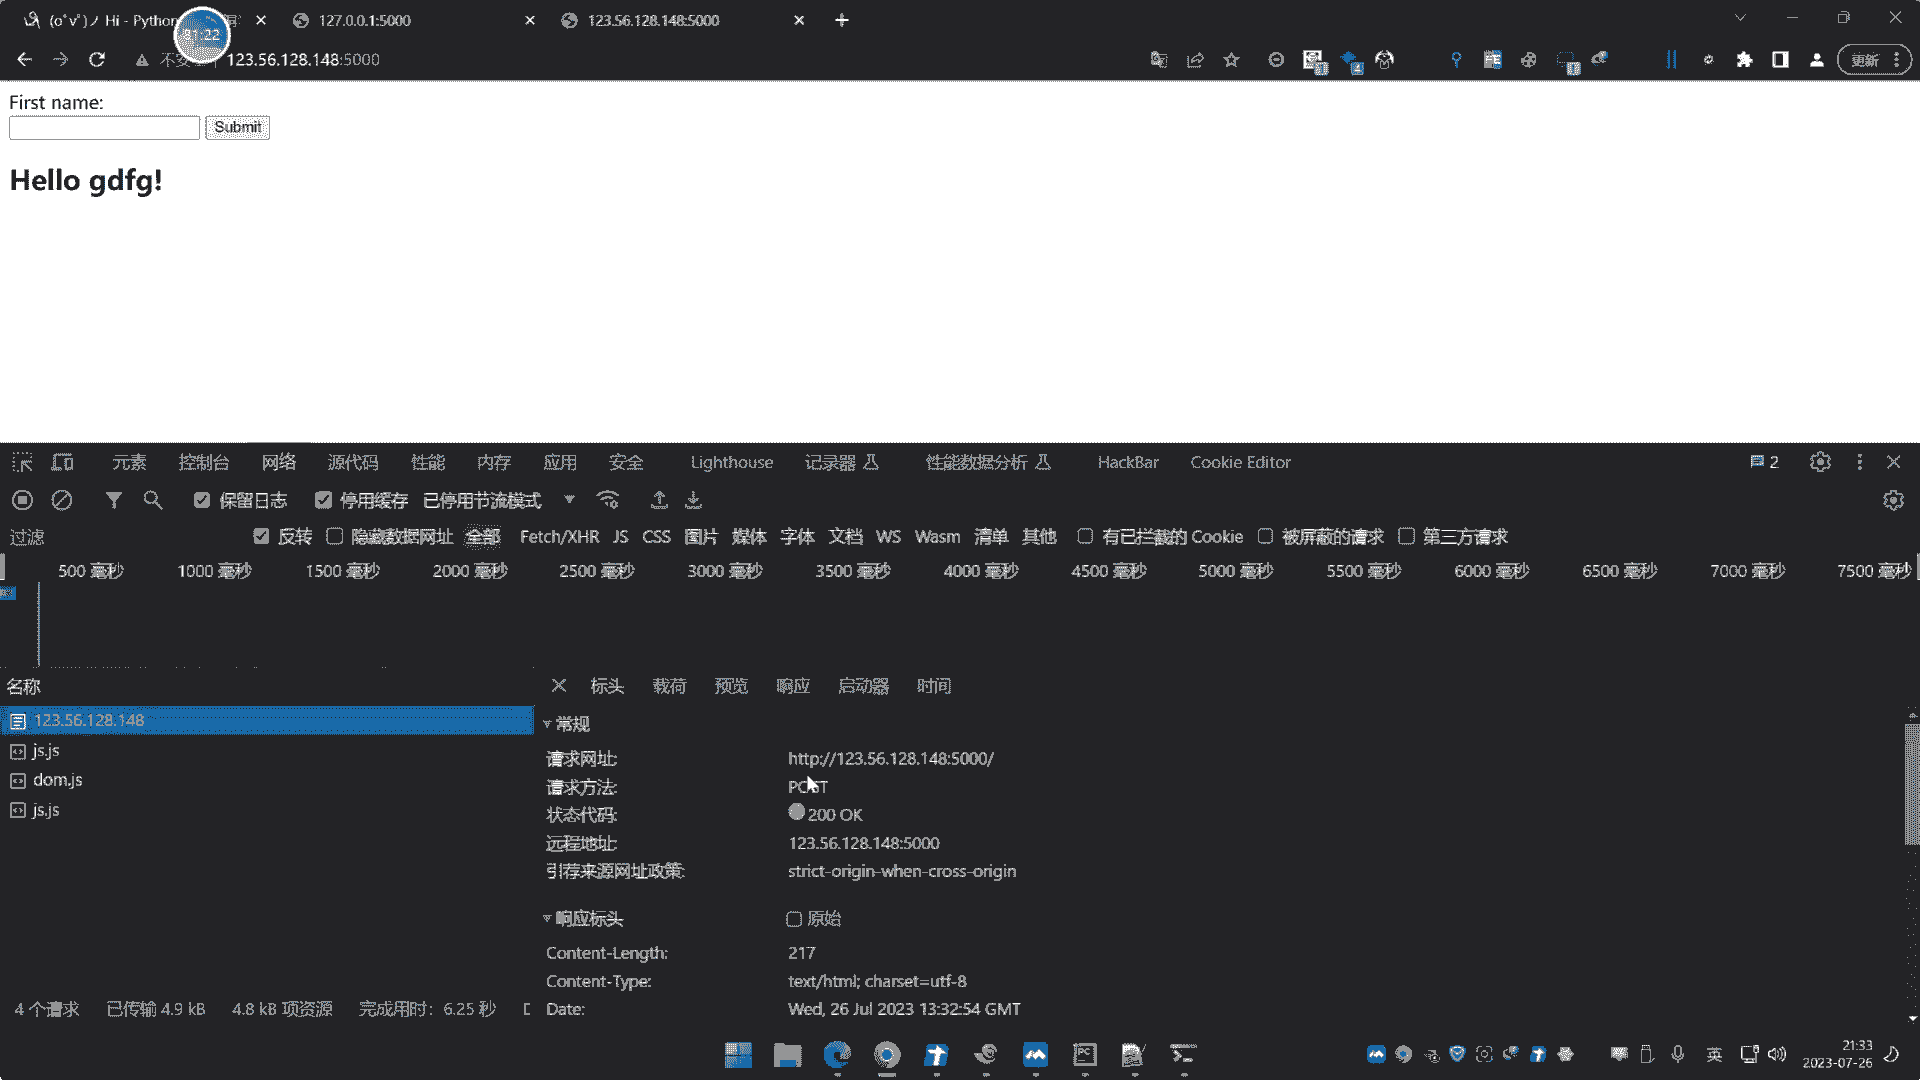 (o゚v゚)ノ Hi - Python
127.0.0.1:5000
123.56.128.148:5000
31:22
123.56.128.148:5000
更新
First name:
Submit
Hello gdfg!
元素 控制台 网络 源代码 性能 内存 应用 安全 Lighthouse 记录器 性能数据分析 HackBar Cookie Editor 2
保留日志 停用缓存 已停用节流模式
过滤 反转 隐藏数据网址 全部 Fetch/XHR JS CSS 图片 媒体 字体 文档 WS Wasm 清单 其他 有已拦截的 Cookie 被屏蔽的请求 第三方请求
500 毫秒 1000 毫秒 1500 毫秒 2000 毫秒 2500 毫秒 3000 毫秒 3500 毫秒 4000 毫秒 4500 毫秒 5000 毫秒 5500 毫秒 6000 毫秒 6500 毫秒 7000 毫秒 7500 毫秒
名称
123.56.128.148
js.js
dom.js
js.js
标头 载荷 预览 响应 启动器 时间
常规
请求网址: http://123.56.128.148:5000/
请求方法: POST
状态代码: 200 OK
远程地址: 123.56.128.148:5000
引荐来源网址政策: strict-origin-when-cross-origin
响应标头 原始
Content-Length: 217
Content-Type: text/html; charset=utf-8
Date: Wed, 26 Jul 2023 13:32:54 GMT
4 个请求 已传输 4.9 kB 4.8 kB 项资源 完成用时: 6.25 秒
英
21:33
2023-07-26